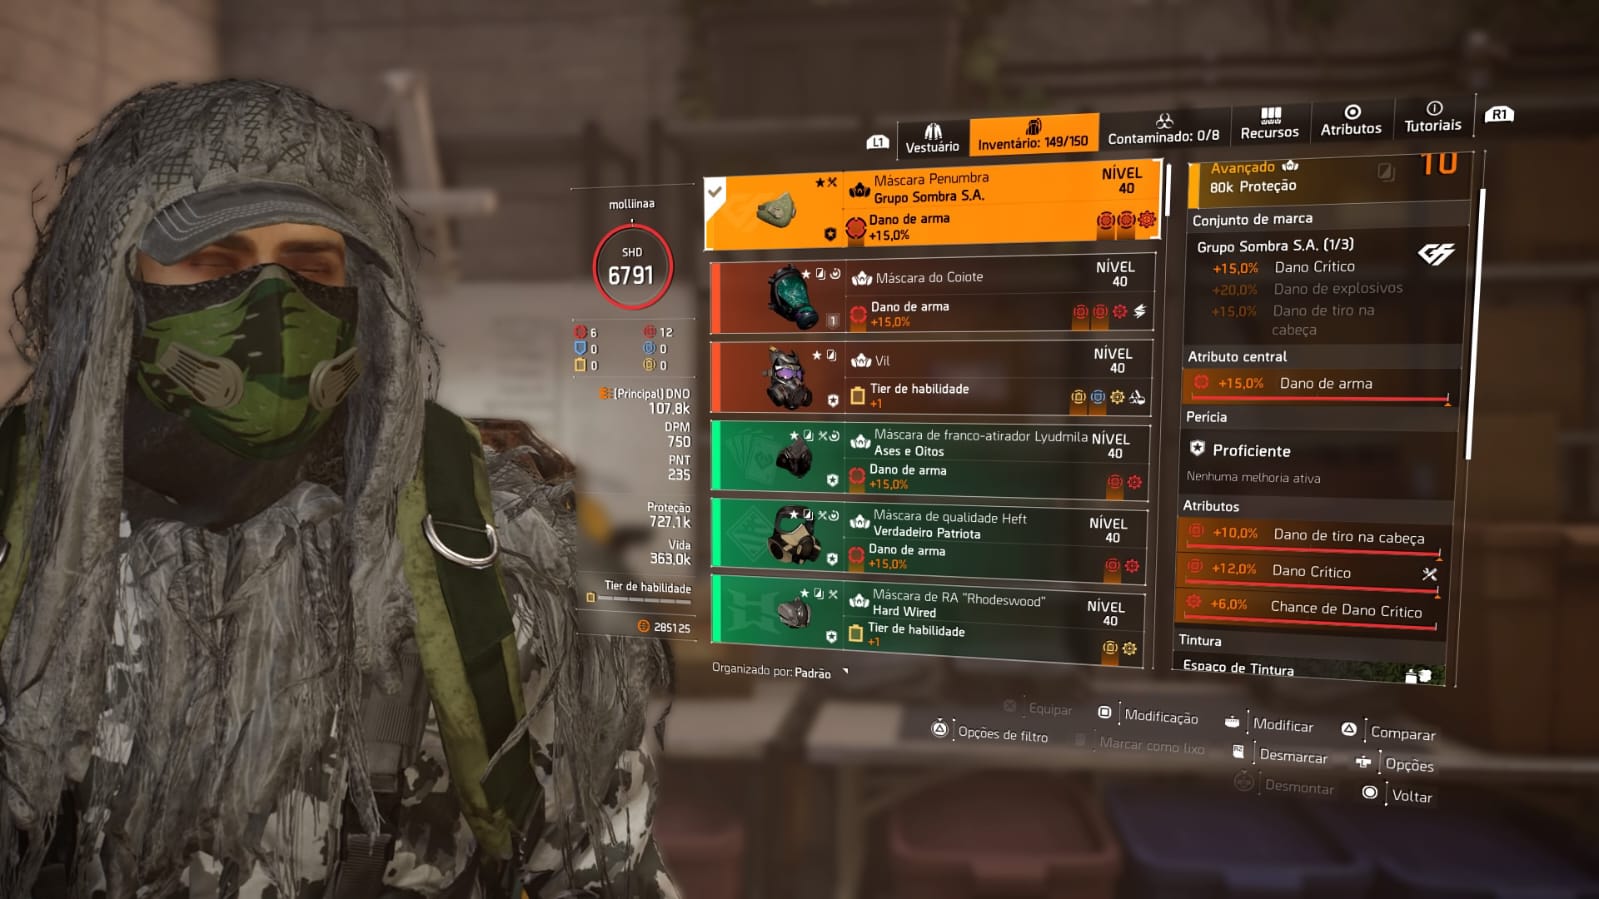 L1
Vestuário
Inventário: 149/150
Contaminado: 0/8
Recursos
Atributos
Tutoriais
R1
molliinaa
SHD
6791
6
12
0
0
0
0
[Principal] DNO
107,8k
DPM
750
PNT
235
Proteção
727,1k
Vida
363,0k
Tier de habilidade
285125
Máscara Penumbra
Grupo Sombra S.A.
NÍVEL
40
Dano de arma
+15,0%
Máscara do Coiote
NÍVEL
40
Dano de arma
+15,0%
1
Vil
NÍVEL
40
Tier de habilidade
+1
Máscara de franco-atirador Lyudmila
Ases e Oitos
NÍVEL
40
Dano de arma
+15,0%
Máscara de qualidade Heft
Verdadeiro Patriota
NÍVEL
40
Dano de arma
+15,0%
Máscara de RA "Rhodeswood"
Hard Wired
NÍVEL
40
Tier de habilidade
+1
Organizado por: Padrão
Avançado
10
80k Proteção
Conjunto de marca
Grupo Sombra S.A. (1/3)
+15,0% Dano Crítico
+20,0% Dano de explosivos
+15,0% Dano de tiro na
cabeça
Atributo central
+15,0% Dano de arma
Perícia
Proficiente
Nenhuma melhoria ativa
Atributos
+10,0% Dano de tiro na cabeça
+12,0% Dano Crítico
+6,0% Chance de Dano Crítico
Tintura
Espaço de Tintura
Equipar
Modificação
Modificar
Comparar
Opções de filtro
Marcar como lixo
R2
Desmarcar
Opções
Desmontar
Voltar